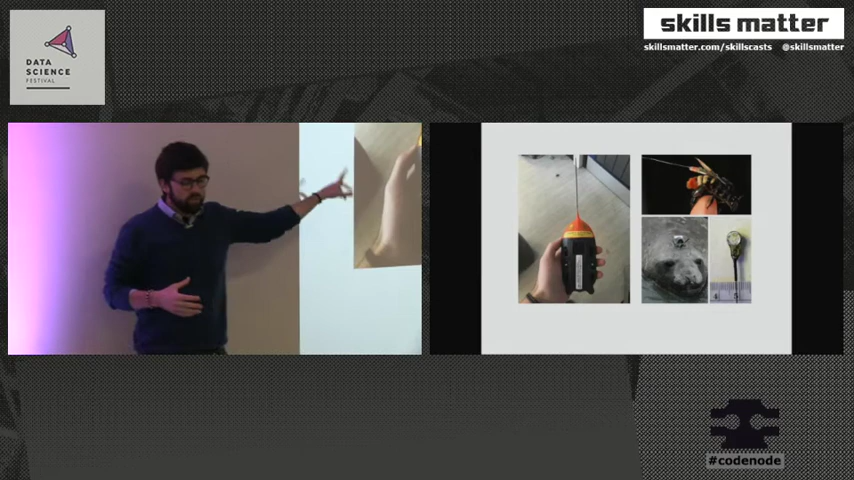 DATA
SCIENCE
FESTIVAL
skills matter
skillsmatter.com/skillscasts @skillsmatter
#codenode